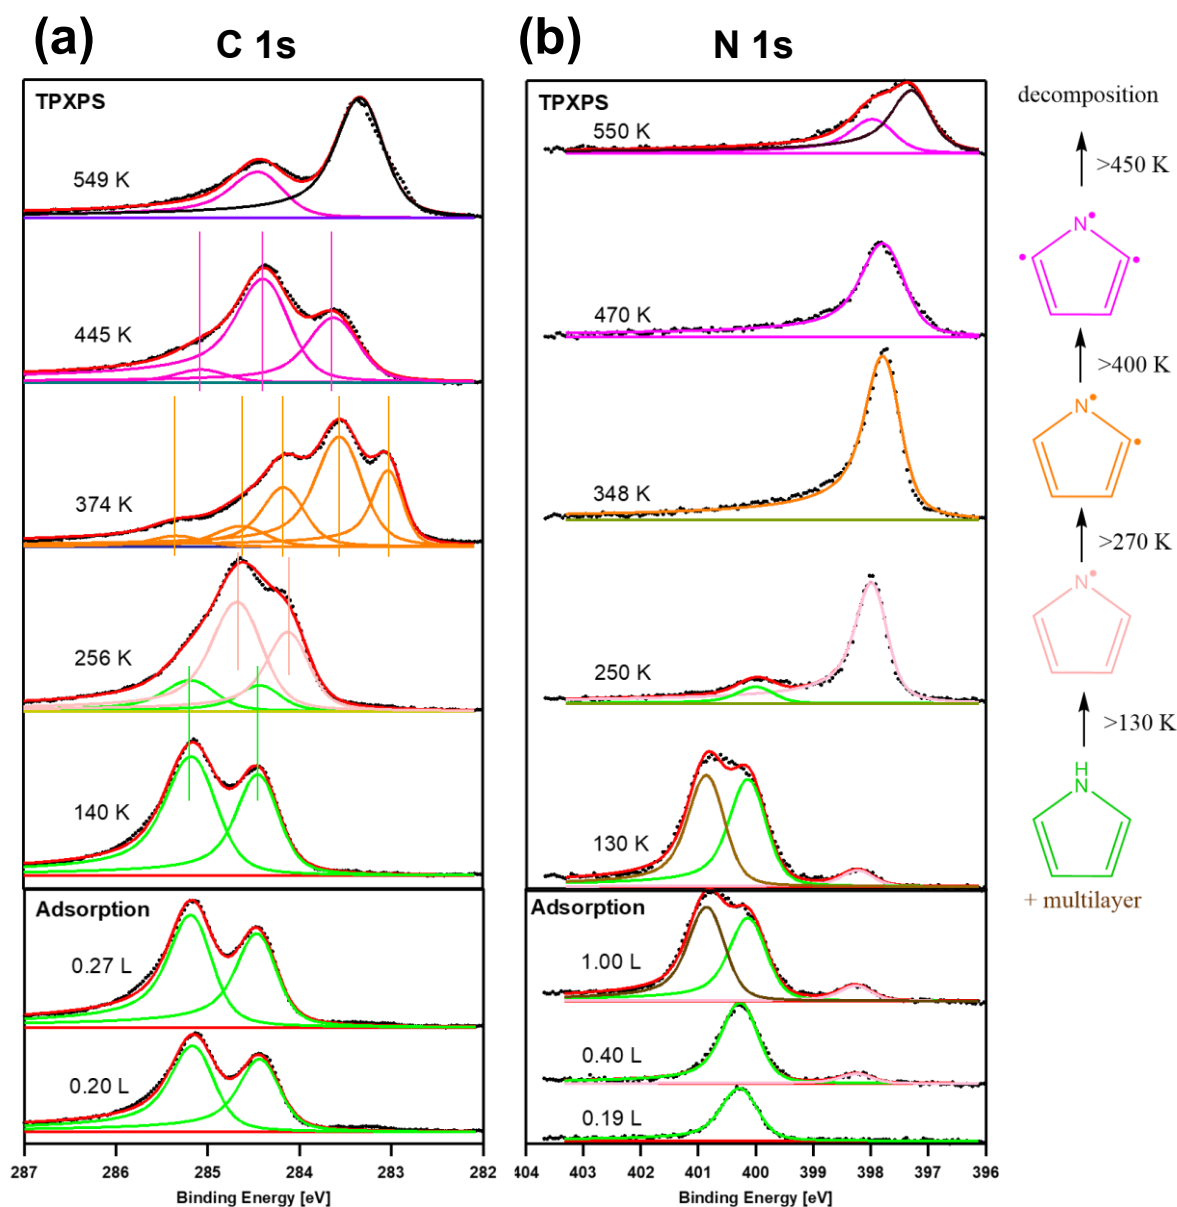 (a)
C 1s
(b)
N 1s
TPXPS
549 K
445 K
374 K
256 K
140 K
Adsorption
0.27 L
0.20 L
287
286
285
284
283
282
Binding Energy [eV]
TPXPS
550 K
470 K
348 K
250 K
130 K
Adsorption
1.00 L
0.40 L
0.19 L
404
403
402
401
400
399
398
397
396
Binding Energy [eV]
decomposition
>450 K
N
>400 K
N
>270 K
N
>130 K
H
N
+ multilayer